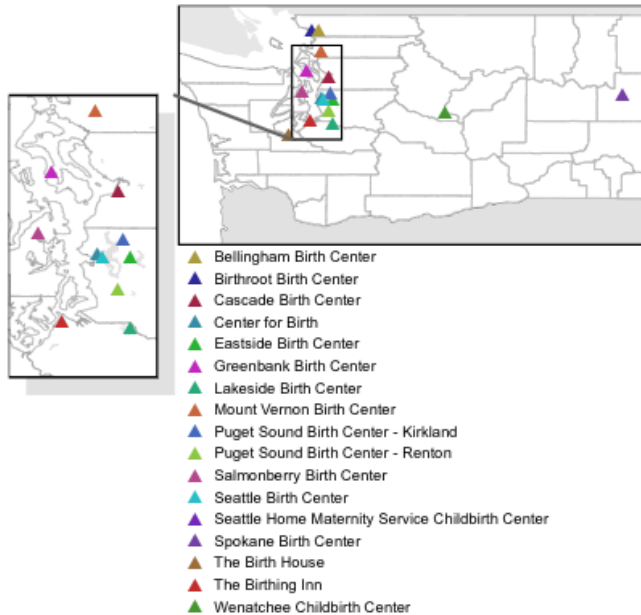 Bellingham Birth Center
Birthroot Birth Center
Cascade Birth Center
Center for Birth
Eastside Birth Center
Greenbank Birth Center
Lakeside Birth Center
Mount Vernon Birth Center
Puget Sound Birth Center - Kirkland
Puget Sound Birth Center - Renton
Salmonberry Birth Center
Seattle Birth Center
Seattle Home Maternity Service Childbirth Center
Spokane Birth Center
The Birth House
The Birthing Inn
Wenatchee Childbirth Center